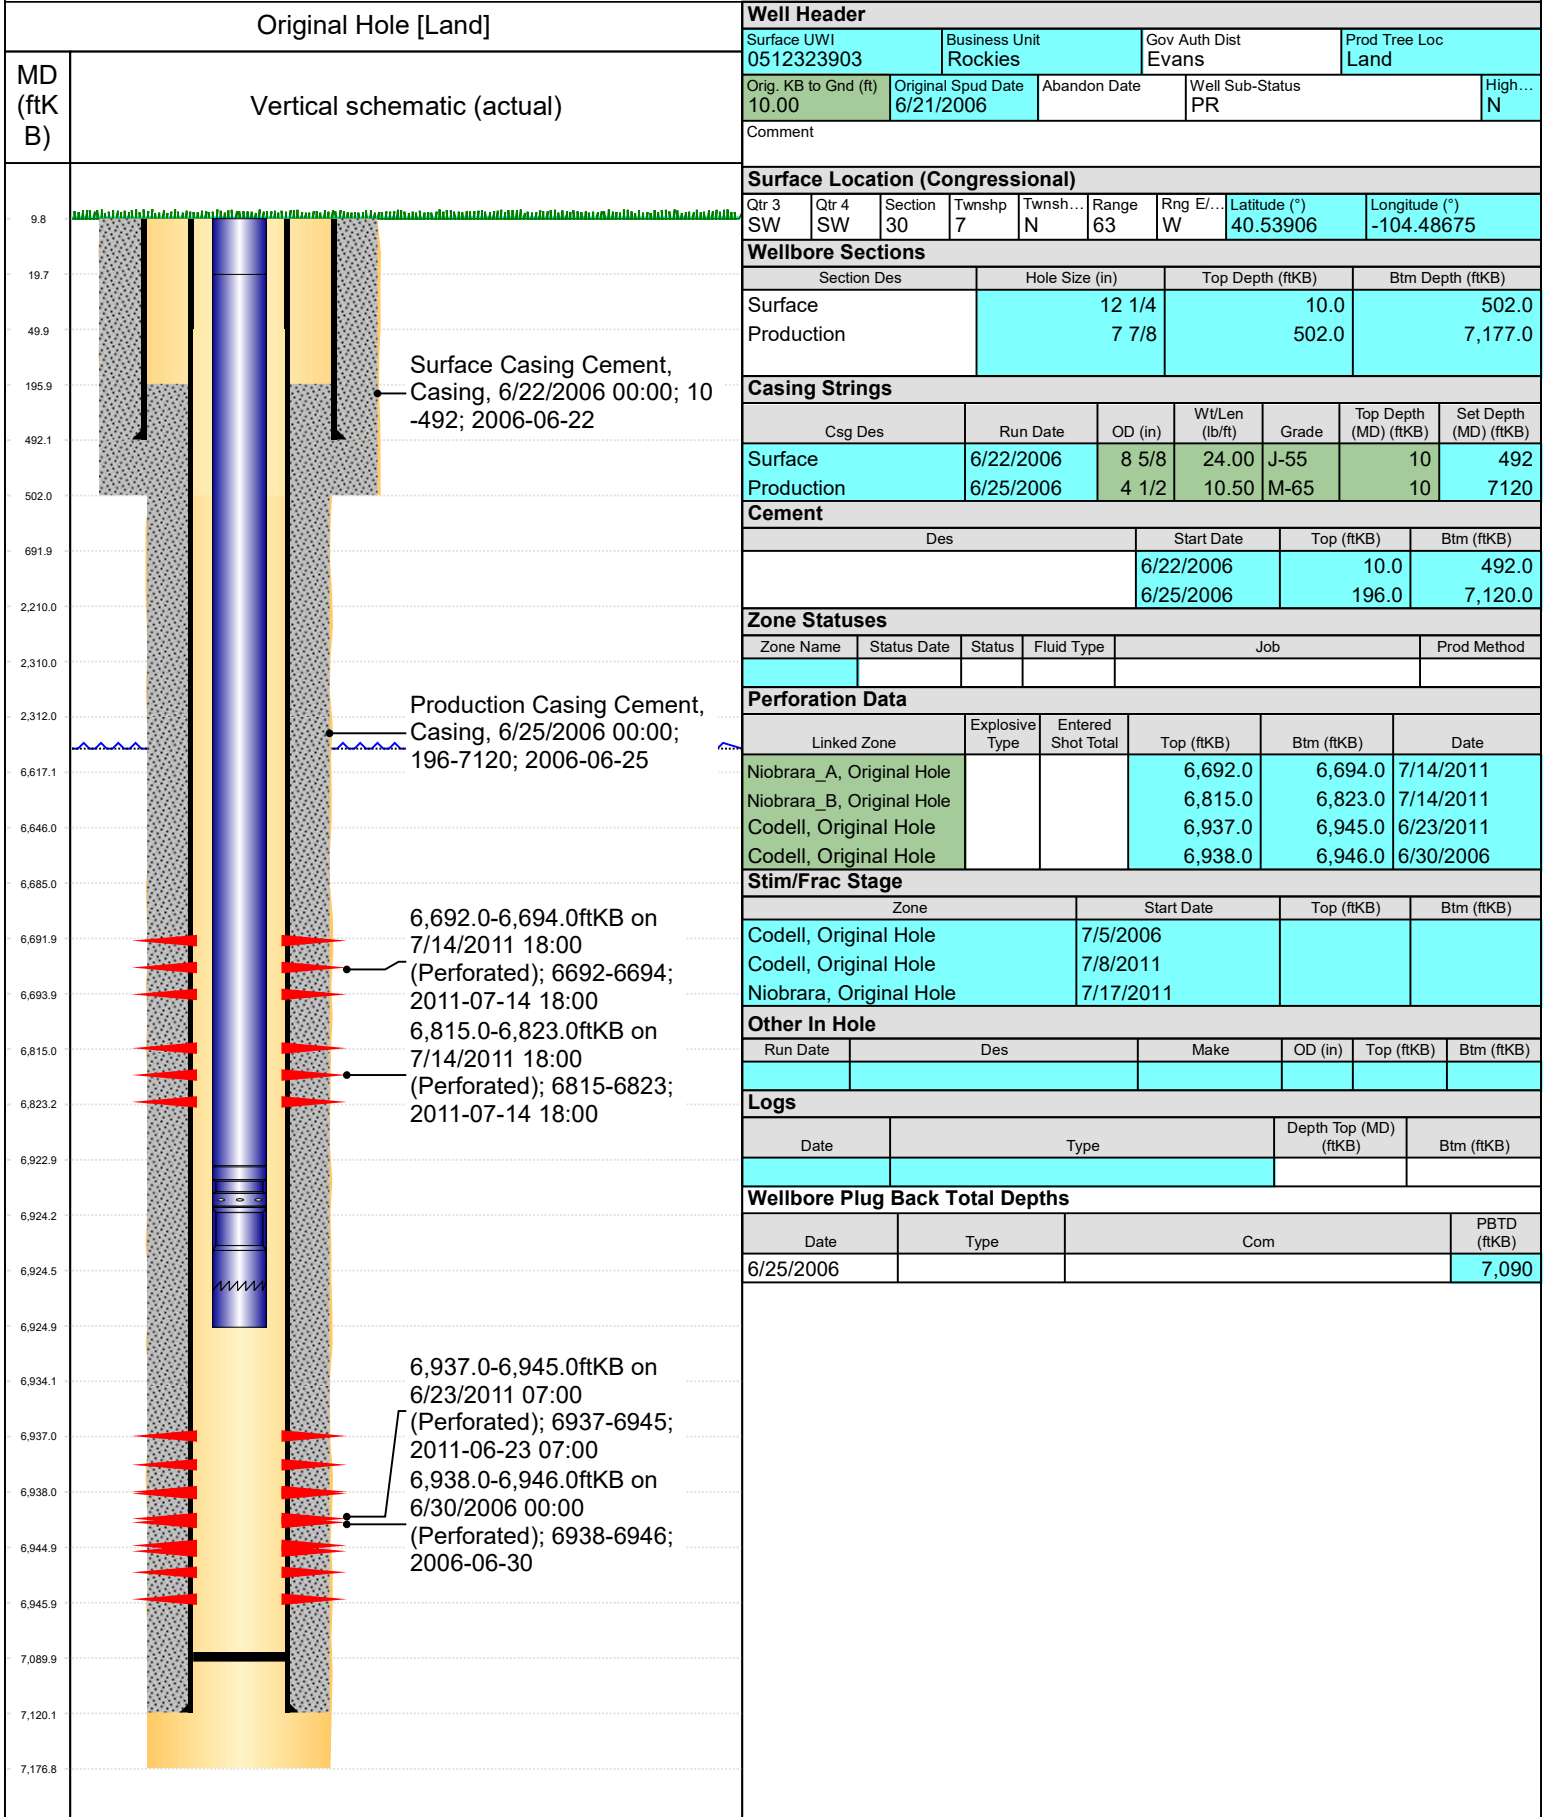 Original Hole [Land]
MD
(ftK
B)
Vertical schematic (actual)
9.8
19.7
49.9
195.9
492.1
502.0
691.9
2,210.0
2,310.0
2,312.0
6,617.1
6,646.0
6,685.0
6,691.9
6,693.9
6,815.0
6,823.2
6,922.9
6,924.2
6,924.5
6,924.9
6,934.1
6,937.0
6,938.0
6,944.9
6,945.9
7,089.9
7,120.1
7,176.8
Surface Casing Cement,
Casing, 6/22/2006 00:00; 10
-492; 2006-06-22
Production Casing Cement,
Casing, 6/25/2006 00:00;
196-7120; 2006-06-25
6,692.0-6,694.0ftKB on
7/14/2011 18:00
(Perforated); 6692-6694;
2011-07-14 18:00
6,815.0-6,823.0ftKB on
7/14/2011 18:00
(Perforated); 6815-6823;
2011-07-14 18:00
6,937.0-6,945.0ftKB on
6/23/2011 07:00
(Perforated); 6937-6945;
2011-06-23 07:00
6,938.0-6,946.0ftKB on
6/30/2006 00:00
(Perforated); 6938-6946;
2006-06-30
Well Header
Surface UWI Business Unit Gov Auth Dist Prod Tree Loc
0512323903 Rockies Evans Land
Orig. KB to Gnd (ft) Original Spud Date Abandon Date Well Sub-Status High...
10.00 6/21/2006 PR N
Comment
Surface Location (Congressional)
Qtr 3 Qtr 4 Section Twnshp Twnsh... Range Rng E/... Latitude (°) Longitude (°)
SW SW 30 7 N 63 W 40.53906 -104.48675
Wellbore Sections
Section Des Hole Size (in) Top Depth (ftKB) Btm Depth (ftKB)
Surface 12 1/4 10.0 502.0
Production 7 7/8 502.0 7,177.0
Casing Strings
Csg Des Run Date OD (in) Wt/Len (lb/ft) Grade Top Depth (MD) (ftKB) Set Depth (MD) (ftKB)
Surface 6/22/2006 8 5/8 24.00 J-55 10 492
Production 6/25/2006 4 1/2 10.50 M-65 10 7120
Cement
Des Start Date Top (ftKB) Btm (ftKB)
6/22/2006 10.0 492.0
6/25/2006 196.0 7,120.0
Zone Statuses
Zone Name Status Date Status Fluid Type Job Prod Method
Perforation Data
Linked Zone Explosive Type Entered Shot Total Top (ftKB) Btm (ftKB) Date
Niobrara_A, Original Hole 6,692.0 6,694.0 7/14/2011
Niobrara_B, Original Hole 6,815.0 6,823.0 7/14/2011
Codell, Original Hole 6,937.0 6,945.0 6/23/2011
Codell, Original Hole 6,938.0 6,946.0 6/30/2006
Stim/Frac Stage
Zone Start Date Top (ftKB) Btm (ftKB)
Codell, Original Hole 7/5/2006
Codell, Original Hole 7/8/2011
Niobrara, Original Hole 7/17/2011
Other In Hole
Run Date Des Make OD (in) Top (ftKB) Btm (ftKB)
Logs
Date Type Depth Top (MD) (ftKB) Btm (ftKB)
Wellbore Plug Back Total Depths
Date Type Com PBTD (ftKB)
6/25/2006 7,090